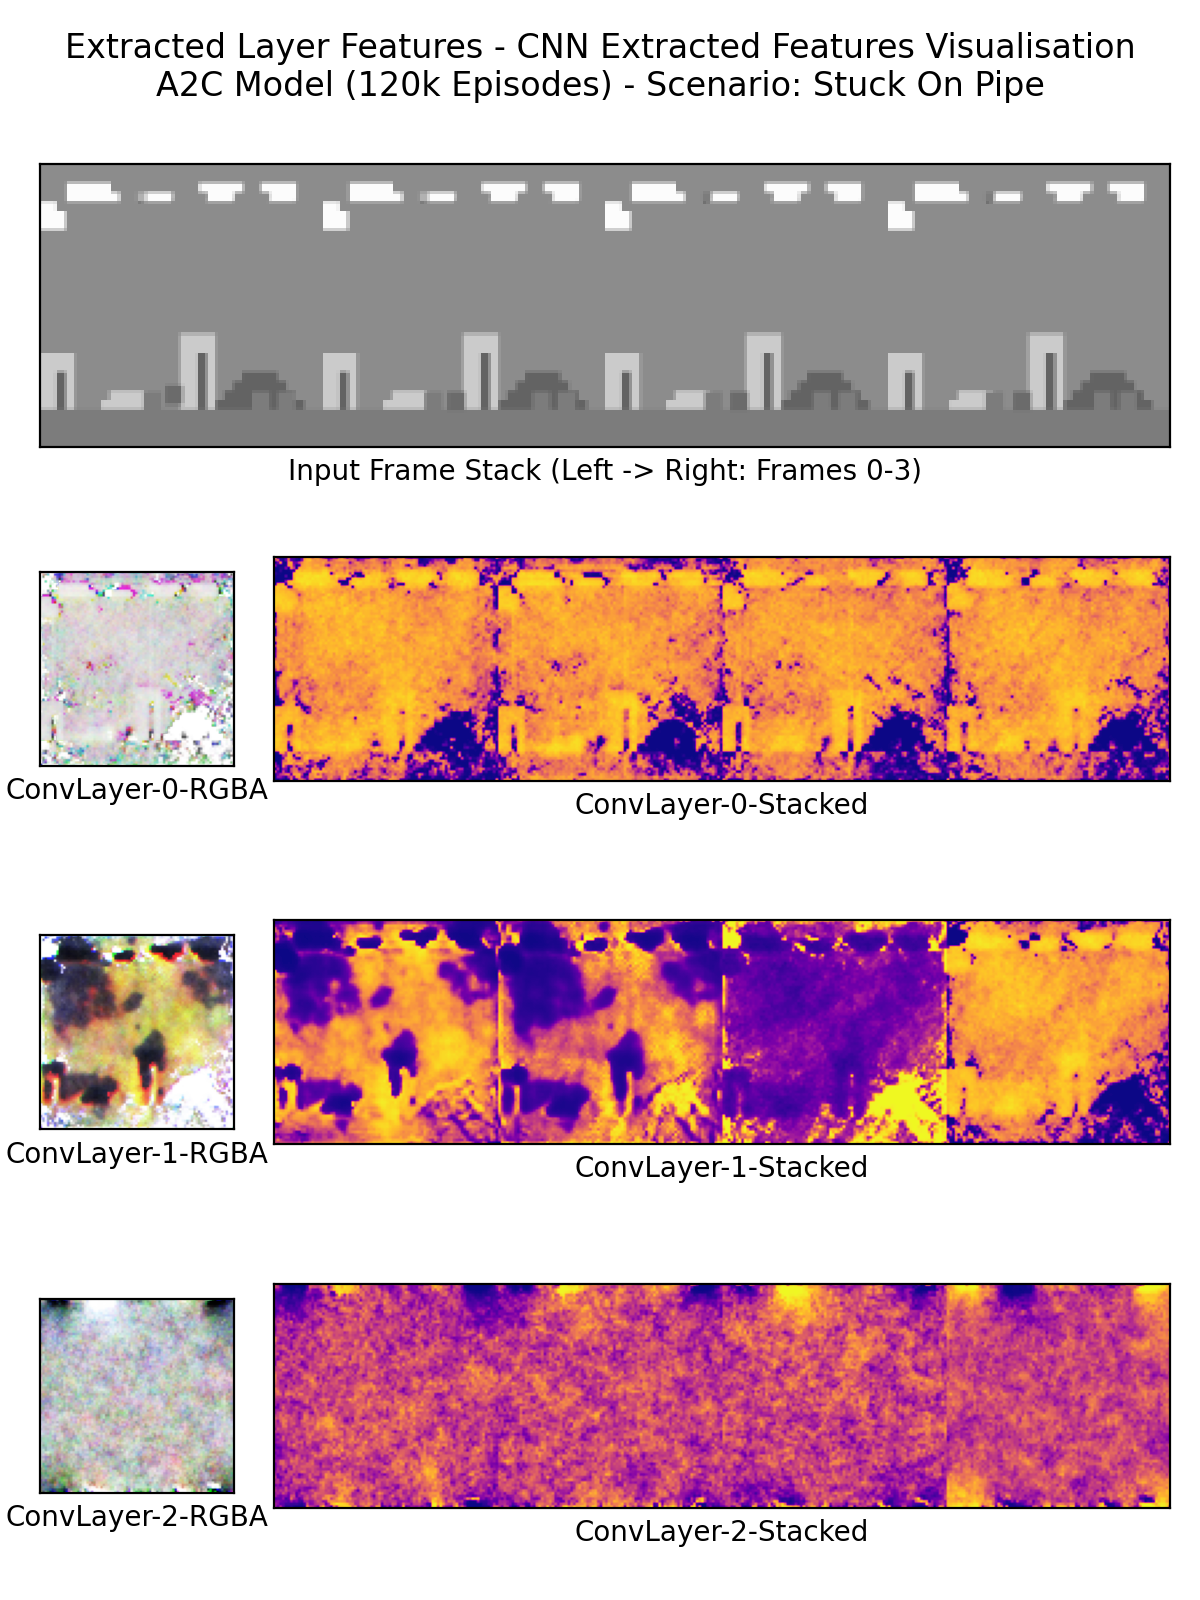 Extracted Layer Features - CNN Extracted Features Visualisation
A2C Model (120k Episodes) - Scenario: Stuck On Pipe
Input Frame Stack (Left -> Right: Frames 0-3)
ConvLayer-0-RGBA
ConvLayer-0-Stacked
ConvLayer-1-RGBA
ConvLayer-1-Stacked
ConvLayer-2-RGBA
ConvLayer-2-Stacked